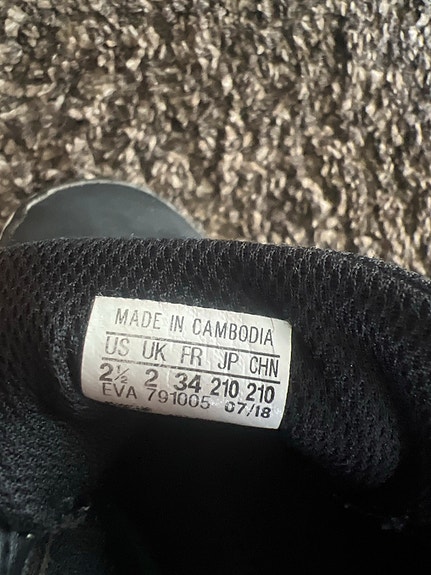 MADE IN CAMBODIA
US UK FR JP CHN
2½ 2 34 210 210
EVA 791005 07/18